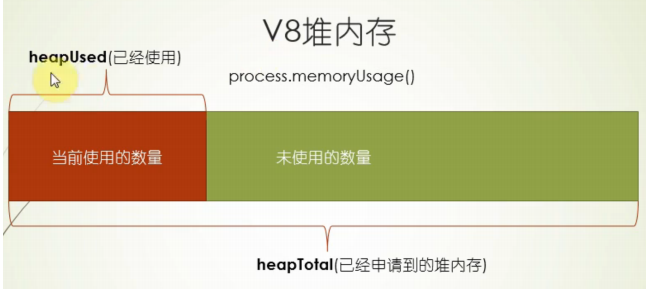 V8堆内存
heapUsed(已经使用)
process.memoryUsage()
当前使用的数量
未使用的数量
heapTotal(已经申请到的堆内存)